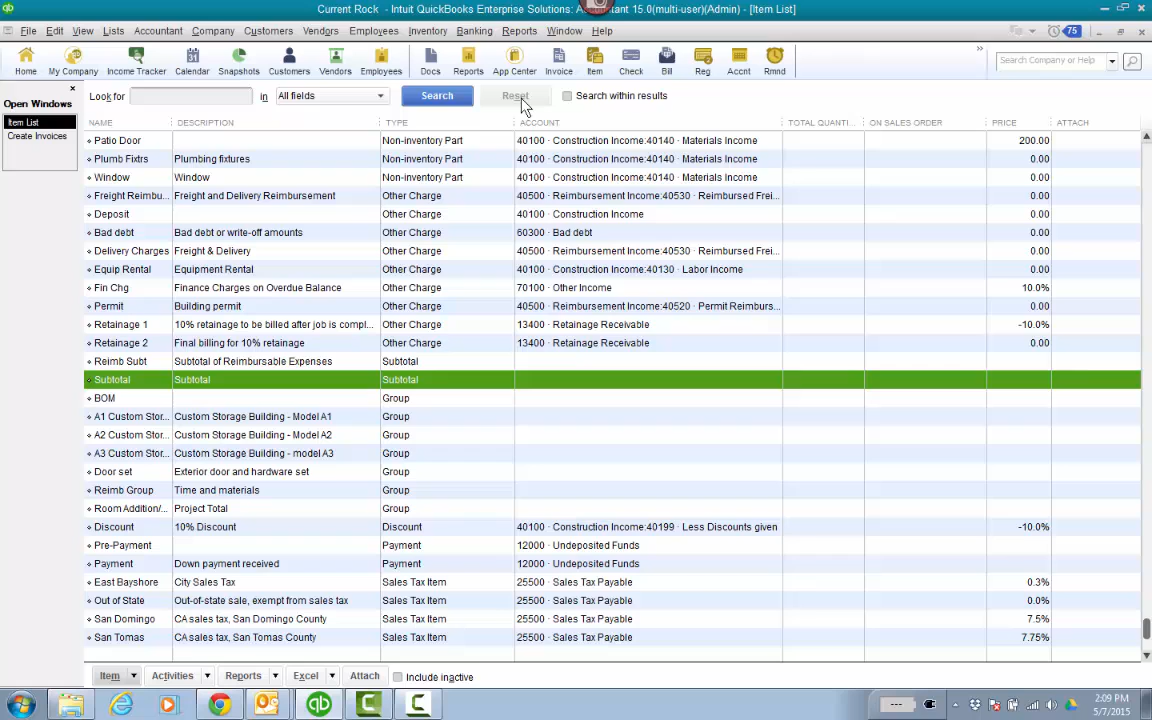 Current Rock - Intuit QuickBooks Enterprise Solutions: Accountant 15.0(multi-user)(Admin) - [Item List]
File Edit View Lists Accountant Company Customers Vendors Employees Inventory Banking Reports Window Help 75
Home My Company Income Tracker Calendar Snapshots Customers Vendors Employees Docs Reports App Center Invoice Item Check Bill Reg Accnt Rmnd Search Company or Help
Look for in All fields Search Reset Search within results
Open Windows
Item List
Create Invoices
NAME DESCRIPTION TYPE ACCOUNT TOTAL QUANTI... ON SALES ORDER PRICE ATTACH
Patio Door Non-inventory Part 40100 · Construction Income:40140 · Materials Income 200.00
Plumb Fixtrs Plumbing fixtures Non-inventory Part 40100 · Construction Income:40140 · Materials Income 0.00
Window Window Non-inventory Part 40100 · Construction Income:40140 · Materials Income 0.00
Freight Reimbu... Freight and Delivery Reimbursement Other Charge 40500 · Reimbursement Income:40530 · Reimbursed Frei... 0.00
Deposit Other Charge 40100 · Construction Income 0.00
Bad debt Bad debt or write-off amounts Other Charge 60300 · Bad debt 0.00
Delivery Charges Freight & Delivery Other Charge 40500 · Reimbursement Income:40530 · Reimbursed Frei... 0.00
Equip Rental Equipment Rental Other Charge 40100 · Construction Income:40130 · Labor Income 0.00
Fin Chg Finance Charges on Overdue Balance Other Charge 70100 · Other Income 10.0%
Permit Building permit Other Charge 40500 · Reimbursement Income:40520 · Permit Reimburs... 0.00
Retainage 1 10% retainage to be billed after job is compl... Other Charge 13400 · Retainage Receivable -10.0%
Retainage 2 Final billing for 10% retainage Other Charge 13400 · Retainage Receivable 0.00
Reimb Subt Subtotal of Reimbursable Expenses Subtotal
Subtotal Subtotal Subtotal
BOM Group
A1 Custom Stor... Custom Storage Building - Model A1 Group
A2 Custom Stor... Custom Storage Building - Model A2 Group
A3 Custom Stor... Custom Storage Building - model A3 Group
Door set Exterior door and hardware set Group
Reimb Group Time and materials Group
Room Addition/... Project Total Group
Discount 10% Discount Discount 40100 · Construction Income:40199 · Less Discounts given -10.0%
Pre-Payment Payment 12000 · Undeposited Funds
Payment Down payment received Payment 12000 · Undeposited Funds
East Bayshore City Sales Tax Sales Tax Item 25500 · Sales Tax Payable 0.3%
Out of State Out-of-state sale, exempt from sales tax Sales Tax Item 25500 · Sales Tax Payable 0.0%
San Domingo CA sales tax, San Domingo County Sales Tax Item 25500 · Sales Tax Payable 7.5%
San Tomas CA sales tax, San Tomas County Sales Tax Item 25500 · Sales Tax Payable 7.75%
Item Activities Reports Excel Attach Include inactive
2:09 PM
5/7/2015